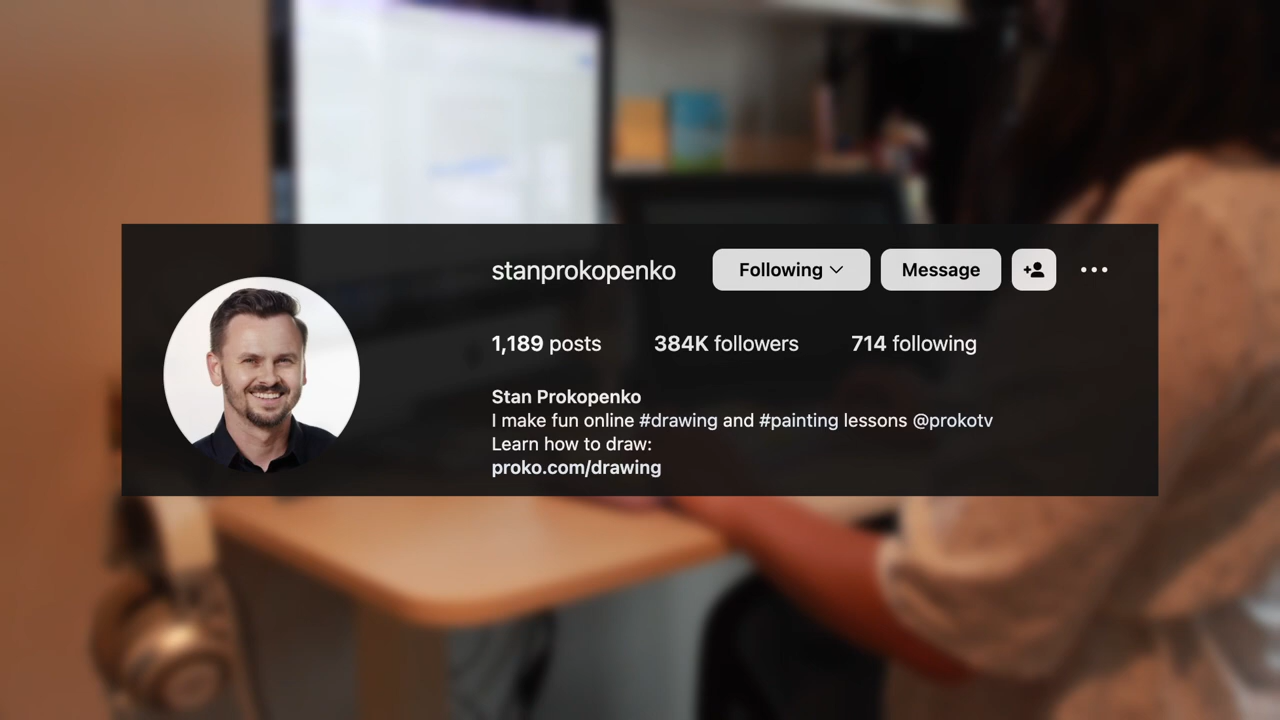 stanprokopenko Following Message
1,189 posts 384K followers 714 following
Stan Prokopenko
I make fun online #drawing and #painting lessons @prokotv
Learn how to draw:
proko.com/drawing